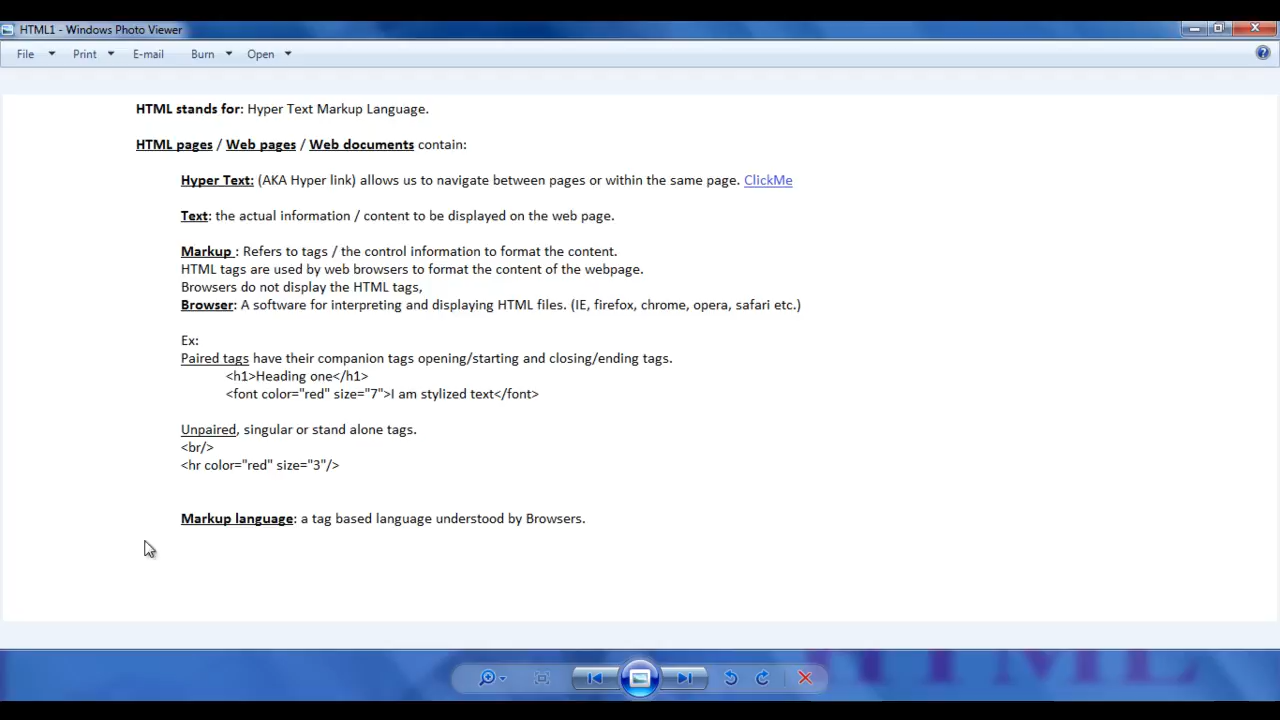 HTML1 - Windows Photo Viewer
File Print E-mail Burn Open
HTML stands for: Hyper Text Markup Language.
HTML pages / Web pages / Web documents contain:
Hyper Text: (AKA Hyper link) allows us to navigate between pages or within the same page. ClickMe
Text: the actual information / content to be displayed on the web page.
Markup : Refers to tags / the control information to format the content.
HTML tags are used by web browsers to format the content of the webpage.
Browsers do not display the HTML tags,
Browser: A software for interpreting and displaying HTML files. (IE, firefox, chrome, opera, safari etc.)
Ex:
Paired tags have their companion tags opening/starting and closing/ending tags.
<h1>Heading one</h1>
<font color="red" size="7">I am stylized text</font>
Unpaired, singular or stand alone tags.
<br/>
<hr color="red" size="3"/>
Markup language: a tag based language understood by Browsers.
HTML